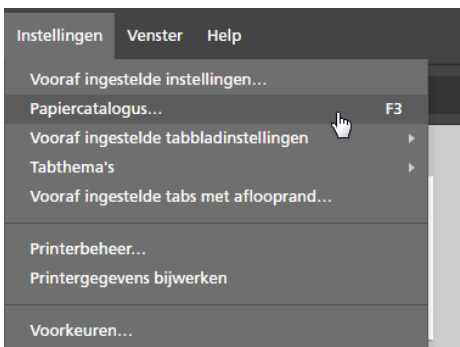 Instellingen Venster Help
Vooraf ingestelde instellingen...
Papiercatalogus... F3
Vooraf ingestelde tabbladinstellingen
Tabthema's
Vooraf ingestelde tabs met aflooprand...
Printerbeheer...
Printergegevens bijwerken
Voorkeuren...